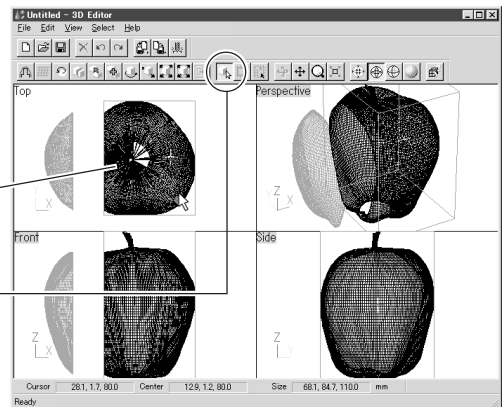 Untitled - 3D Editor
File Edit View Select Help
Top
Perspective
X
Z
X
Front
Side
Z
X
Z
Cursor 28.1, 1.7, 80.0 Center 12.9, 1.2, 80.0 Size 68.1, 84.7, 110.0 mm
Ready